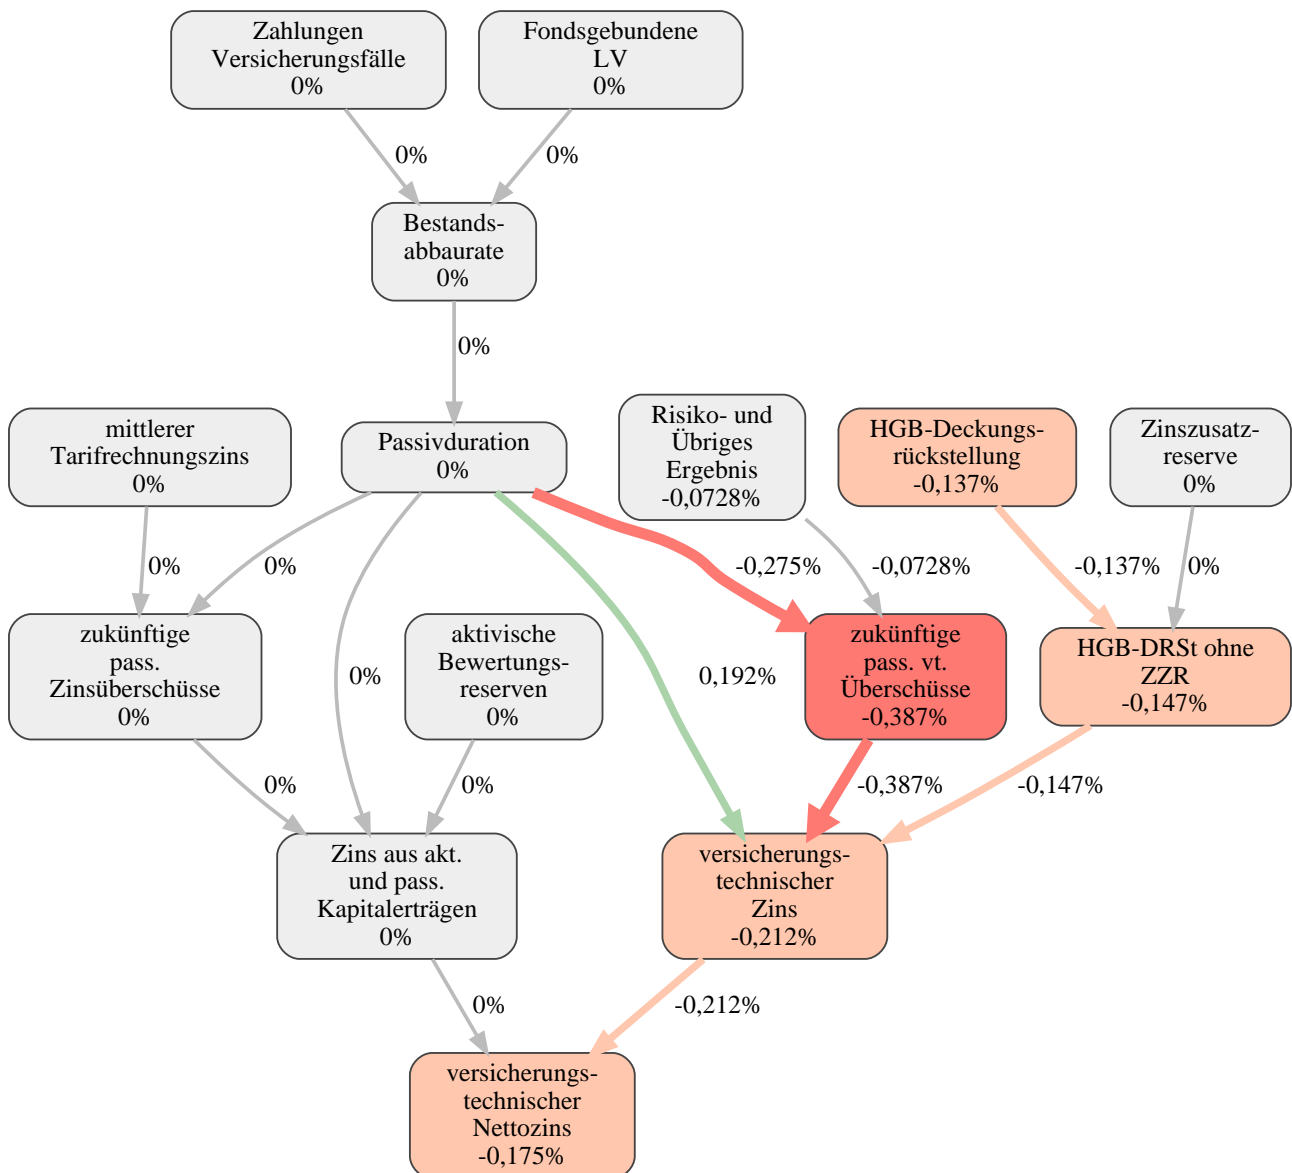 Zahlungen
Versicherungsfälle
0%
Fondsgebundene
LV
0%
0%
0%
Bestands-
abbaurate
0%
0%
mittlerer
Tarifrechnungszins
0%
Passivduration
0%
Risiko- und
Übriges
Ergebnis
-0,0728%
HGB-Deckungs-
rückstellung
-0,137%
Zinszusatz-
reserve
0%
0%
0%
-0,275%
-0,0728%
-0,137%
0%
zukünftige
pass.
Zinsüberschüsse
0%
0%
aktivische
Bewertungs-
reserven
0%
0,192%
zukünftige
pass. vt.
Überschüsse
-0,387%
HGB-DRSt ohne
ZZR
-0,147%
0%
0%
-0,387%
-0,147%
Zins aus akt.
und pass.
Kapitalerträgen
0%
versicherungs-
technischer
Zins
-0,212%
0%
-0,212%
versicherungs-
technischer
Nettozins
-0,175%